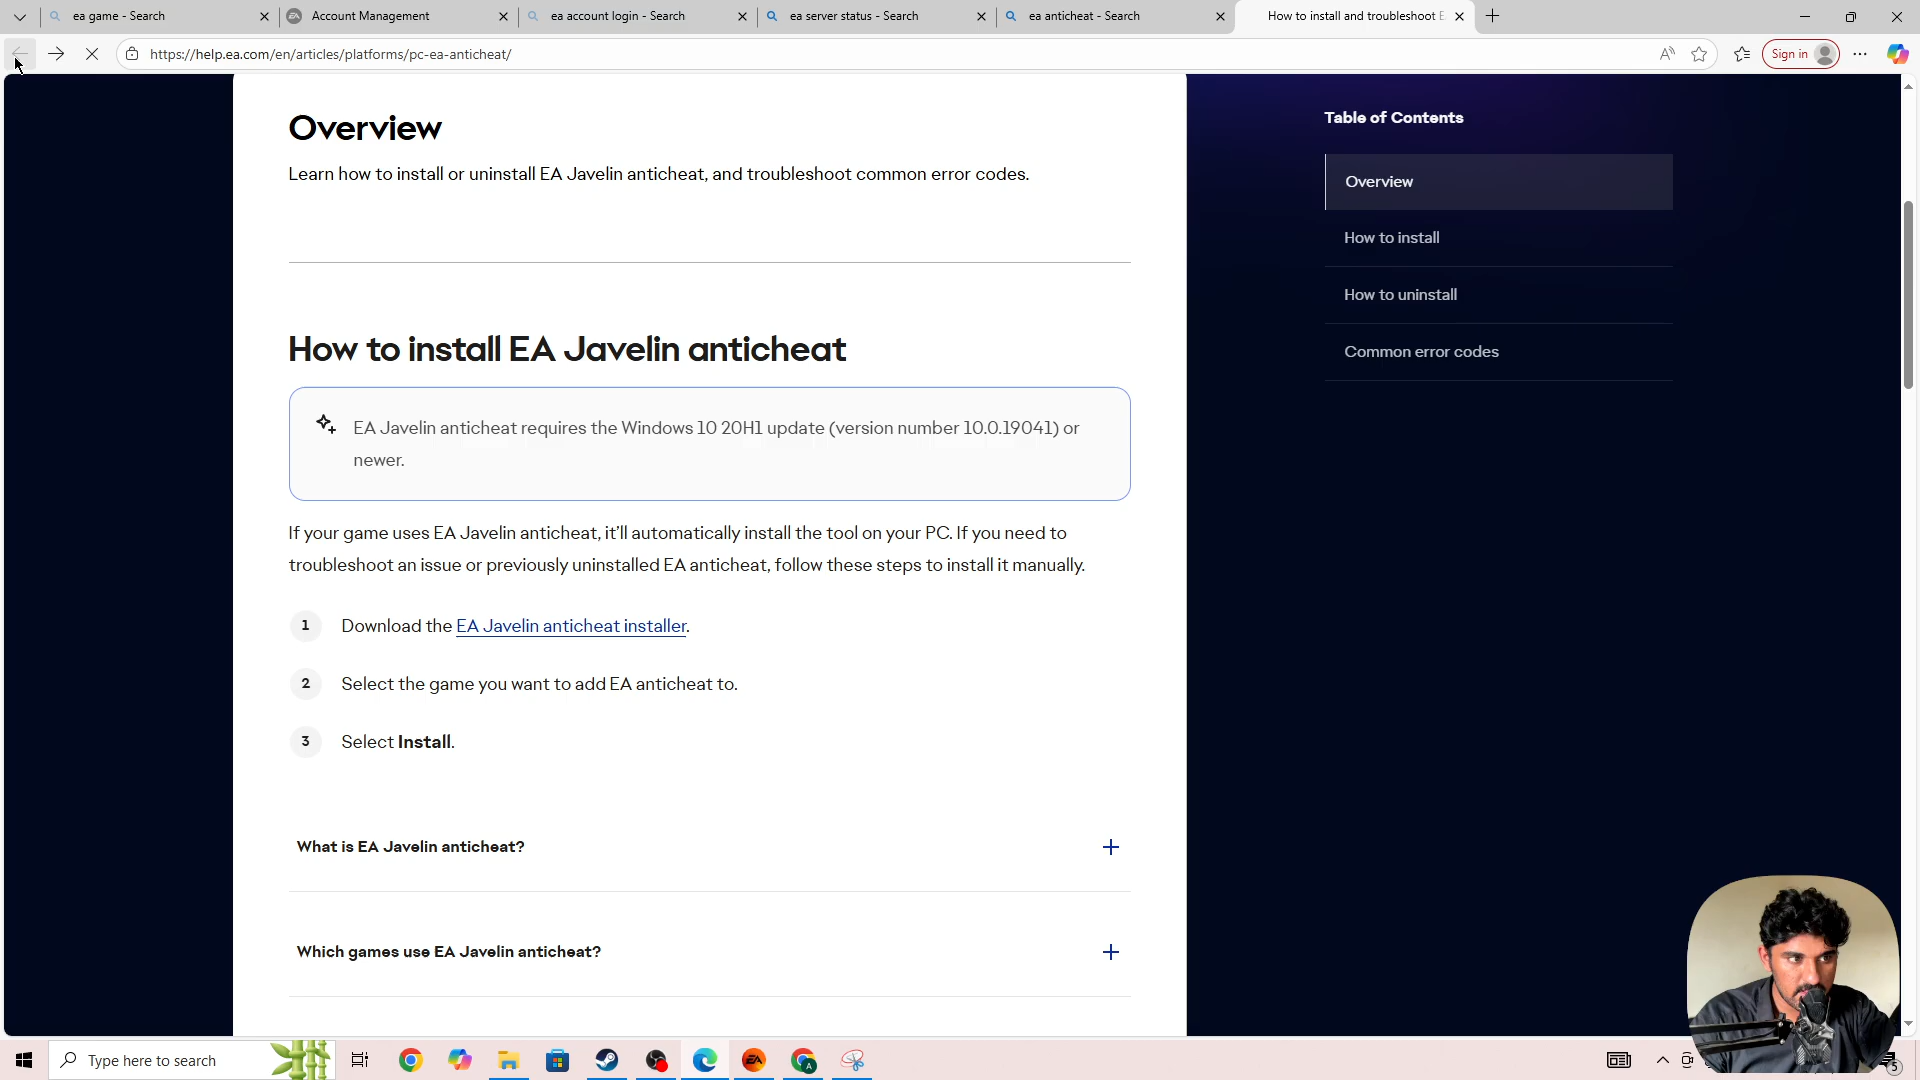 ea game - Search
Account Management
ea account login - Search
ea server status - Search
ea anticheat - Search
How to install and troubleshoot E
https://help.ea.com/en/articles/platforms/pc-ea-anticheat/
Sign in
Overview
Learn how to install or uninstall EA Javelin anticheat, and troubleshoot common error codes.
How to install EA Javelin anticheat
EA Javelin anticheat requires the Windows 10 20H1 update (version number 10.0.19041) or
newer.
If your game uses EA Javelin anticheat, it’ll automatically install the tool on your PC. If you need to
troubleshoot an issue or previously uninstalled EA anticheat, follow these steps to install it manually.
1 Download the EA Javelin anticheat installer.
2 Select the game you want to add EA anticheat to.
3 Select Install.
What is EA Javelin anticheat?
Which games use EA Javelin anticheat?
Table of Contents
Overview
How to install
How to uninstall
Common error codes
Type here to search
EA
A
5